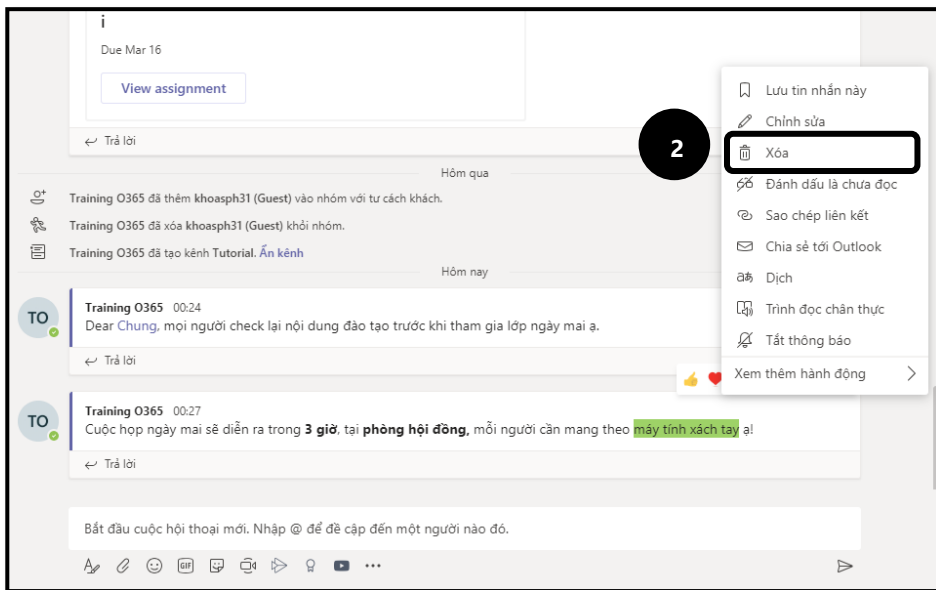 i
Due Mar 16
View assignment
Trả lời
Hôm qua
Training O365 đã thêm khoasph31 (Guest) vào nhóm với tư cách khách.
Training O365 đã xóa khoasph31 (Guest) khỏi nhóm.
Training O365 đã tạo kênh Tutorial. Ẩn kênh
Hôm nay
TO
Training O365 00:24
Dear Chung, mọi người check lại nội dung đào tạo trước khi tham gia lớp ngày mai ạ.
Trả lời
TO
Training O365 00:27
Cuộc họp ngày mai sẽ diễn ra trong 3 giờ, tại phòng hội đồng, mỗi người cần mang theo máy tính xách tay ạ!
Trả lời
Bắt đầu cuộc hội thoại mới. Nhập @ để đề cập đến một người nào đó.
GIF
2
Lưu tin nhắn này
Chỉnh sửa
Xóa
Đánh dấu là chưa đọc
Sao chép liên kết
Chia sẻ tới Outlook
Dịch
Trình đọc chân thực
Tắt thông báo
Xem thêm hành động